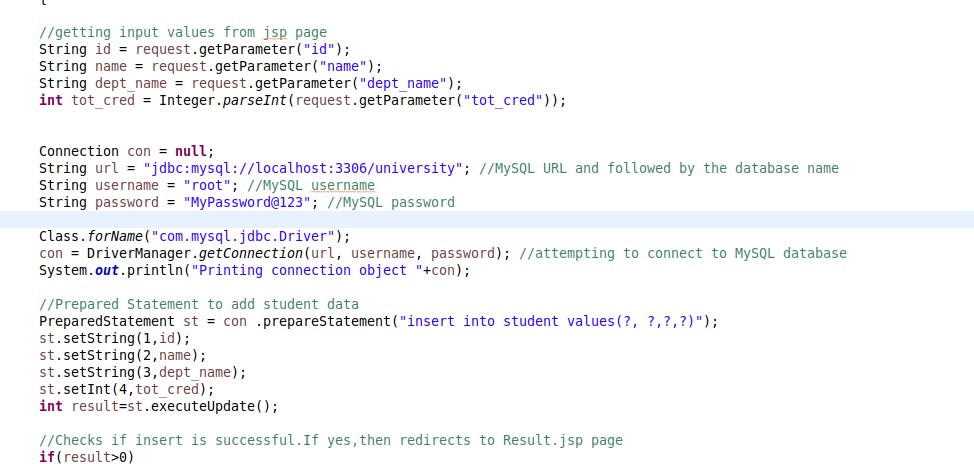 {
//getting input values from jsp page
String id = request.getParameter("id");
String name = request.getParameter("name");
String dept_name = request.getParameter("dept_name");
int tot_cred = Integer.parseInt(request.getParameter("tot_cred"));
Connection con = null;
String url = "jdbc:mysql://localhost:3306/university"; //MySQL URL and followed by the database name
String username = "root"; //MySQL username
String password = "MyPassword@123"; //MySQL password
Class.forName("com.mysql.jdbc.Driver");
con = DriverManager.getConnection(url, username, password); //attempting to connect to MySQL database
System.out.println("Printing connection object "+con);
//Prepared Statement to add student data
PreparedStatement st = con .prepareStatement("insert into student values(?, ?,?,?)");
st.setString(1,id);
st.setString(2,name);
st.setString(3,dept_name);
st.setInt(4,tot_cred);
int result=st.executeUpdate();
//Checks if insert is successful.If yes,then redirects to Result.jsp page
if(result>0)